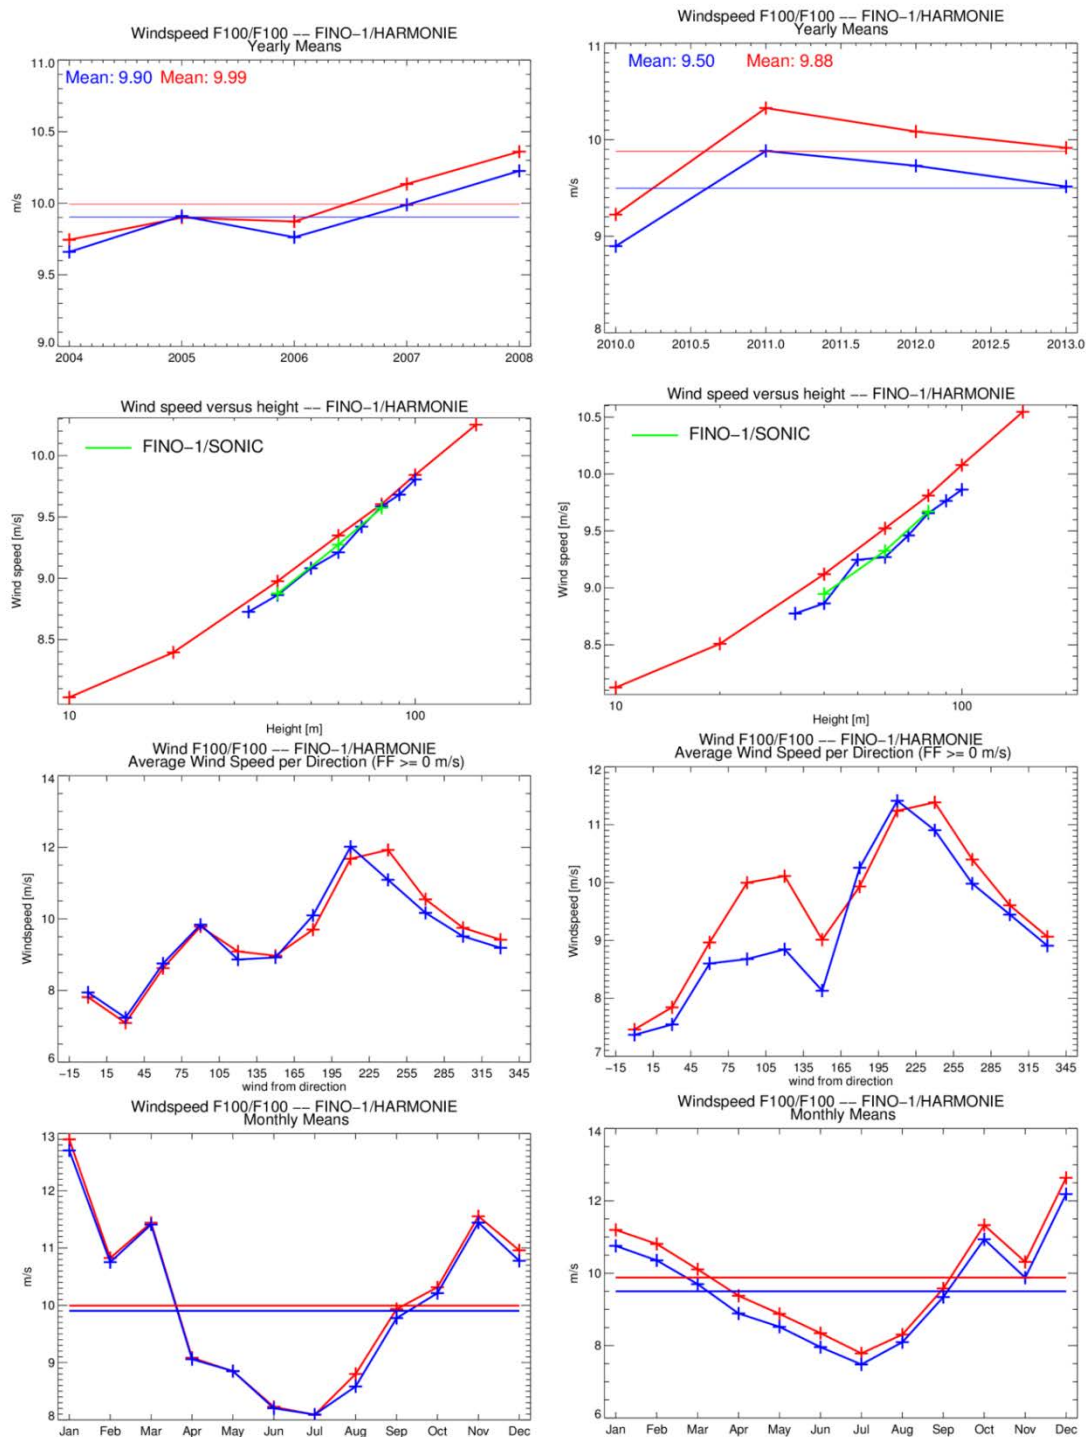 Windspeed F100/F100 –– FINO–1/HARMONIE
Yearly Means
Mean: 9.90 Mean: 9.99
11.0
10.5
10.0
9.5
9.0
m/s
2004 2005 2006 2007 2008
Windspeed F100/F100 –– FINO–1/HARMONIE
Yearly Means
Mean: 9.50 Mean: 9.88
11
10
9
8
m/s
2010.0 2010.5 2011.0 2011.5 2012.0 2012.5 2013.0
Wind speed versus height –– FINO–1/HARMONIE
FINO–1/SONIC
10.0
9.5
9.0
8.5
Wind speed [m/s]
10 100
Height [m]
Wind speed versus height –– FINO–1/HARMONIE
FINO–1/SONIC
10.5
10.0
9.5
9.0
8.5
Wind speed [m/s]
10 100
Height [m]
Wind F100/F100 –– FINO–1/HARMONIE
Average Wind Speed per Direction (FF >= 0 m/s)
14
12
10
8
6
Windspeed [m/s]
–15 15 45 75 105 135 165 195 225 255 285 315 345
wind from direction
Wind F100/F100 –– FINO–1/HARMONIE
Average Wind Speed per Direction (FF >= 0 m/s)
12
11
10
9
8
7
Windspeed [m/s]
–15 15 45 75 105 135 165 195 225 255 285 315 345
wind from direction
Windspeed F100/F100 –– FINO–1/HARMONIE
Monthly Means
13
12
11
10
9
8
m/s
Jan Feb Mar Apr May Jun Jul Aug Sep Oct Nov Dec
Windspeed F100/F100 –– FINO–1/HARMONIE
Monthly Means
14
12
10
8
6
m/s
Jan Feb Mar Apr May Jun Jul Aug Sep Oct Nov Dec